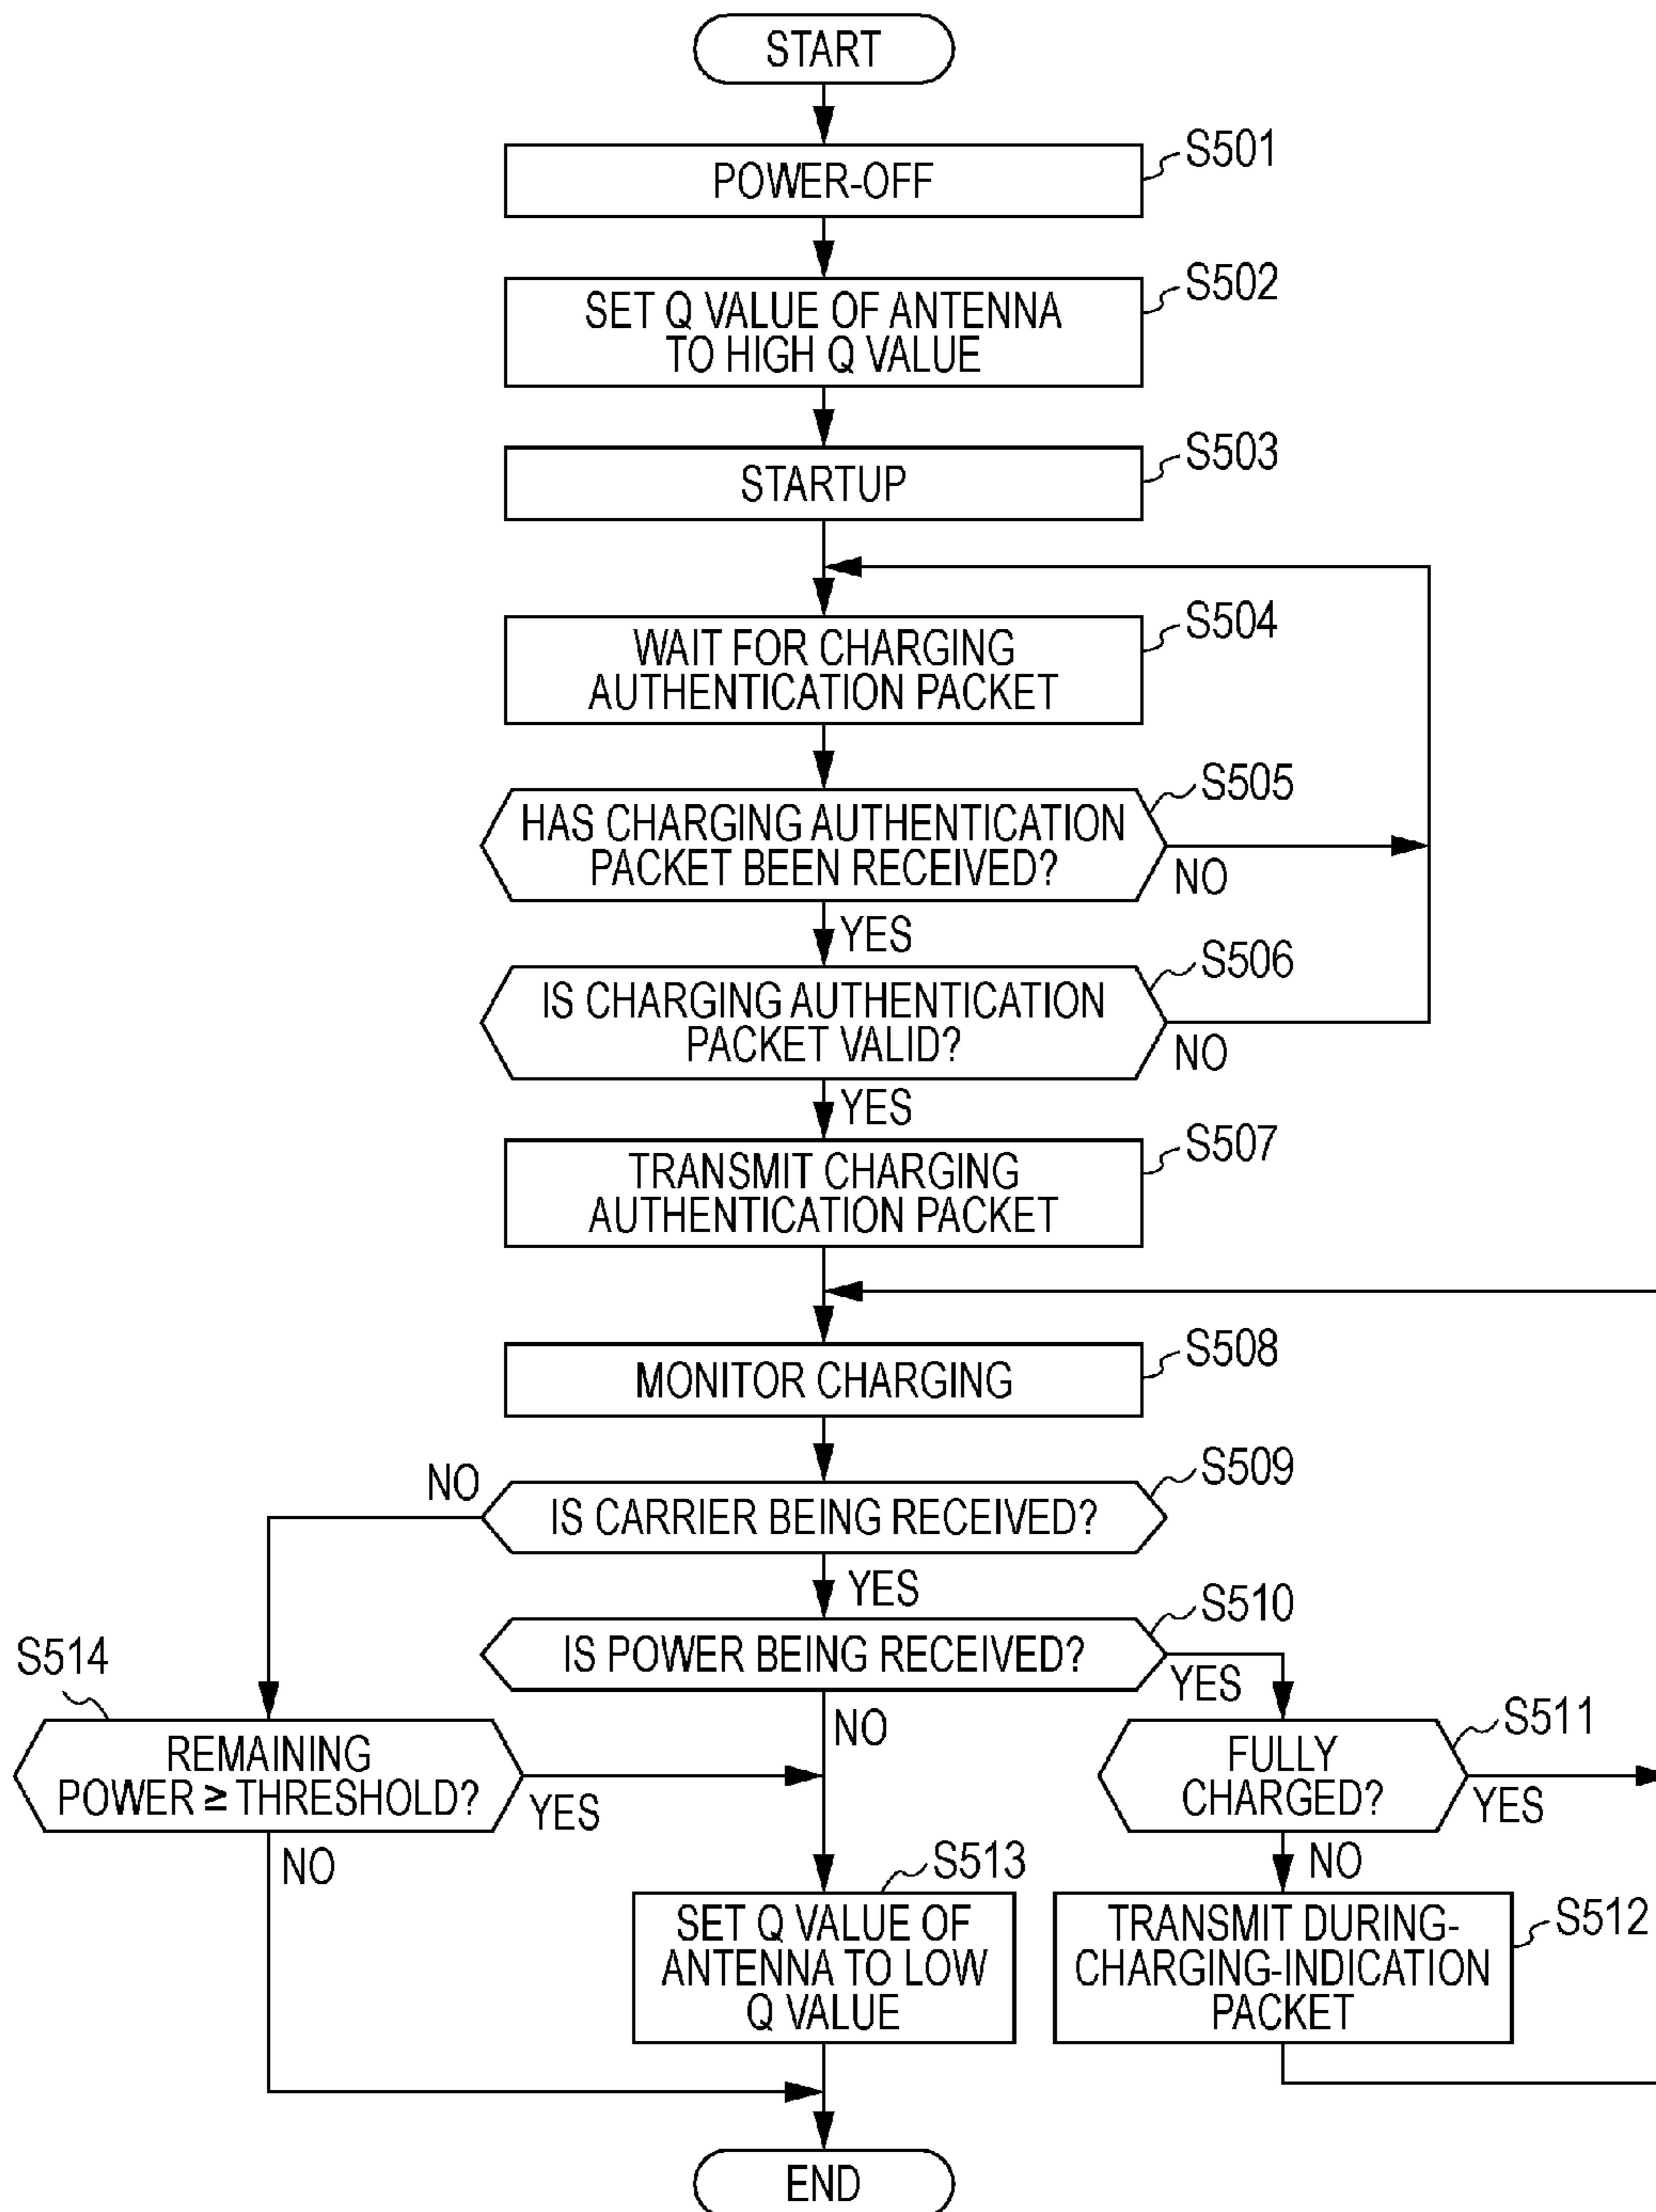 START
S501
POWER-OFF
S502
SET Q VALUE OF ANTENNA
TO HIGH Q VALUE
S503
STARTUP
S504
WAIT FOR CHARGING
AUTHENTICATION PACKET
S505
HAS CHARGING AUTHENTICATION
PACKET BEEN RECEIVED?
NO
YES
S506
IS CHARGING AUTHENTICATION
PACKET VALID?
NO
YES
S507
TRANSMIT CHARGING
AUTHENTICATION PACKET
S508
MONITOR CHARGING
S509
NO
IS CARRIER BEING RECEIVED?
YES
S510
IS POWER BEING RECEIVED?
YES
NO
S514
REMAINING
POWER ≥ THRESHOLD?
YES
NO
S511
FULLY
CHARGED?
YES
NO
S513
SET Q VALUE OF
ANTENNA TO LOW
Q VALUE
S512
TRANSMIT DURING-
CHARGING-INDICATION
PACKET
END